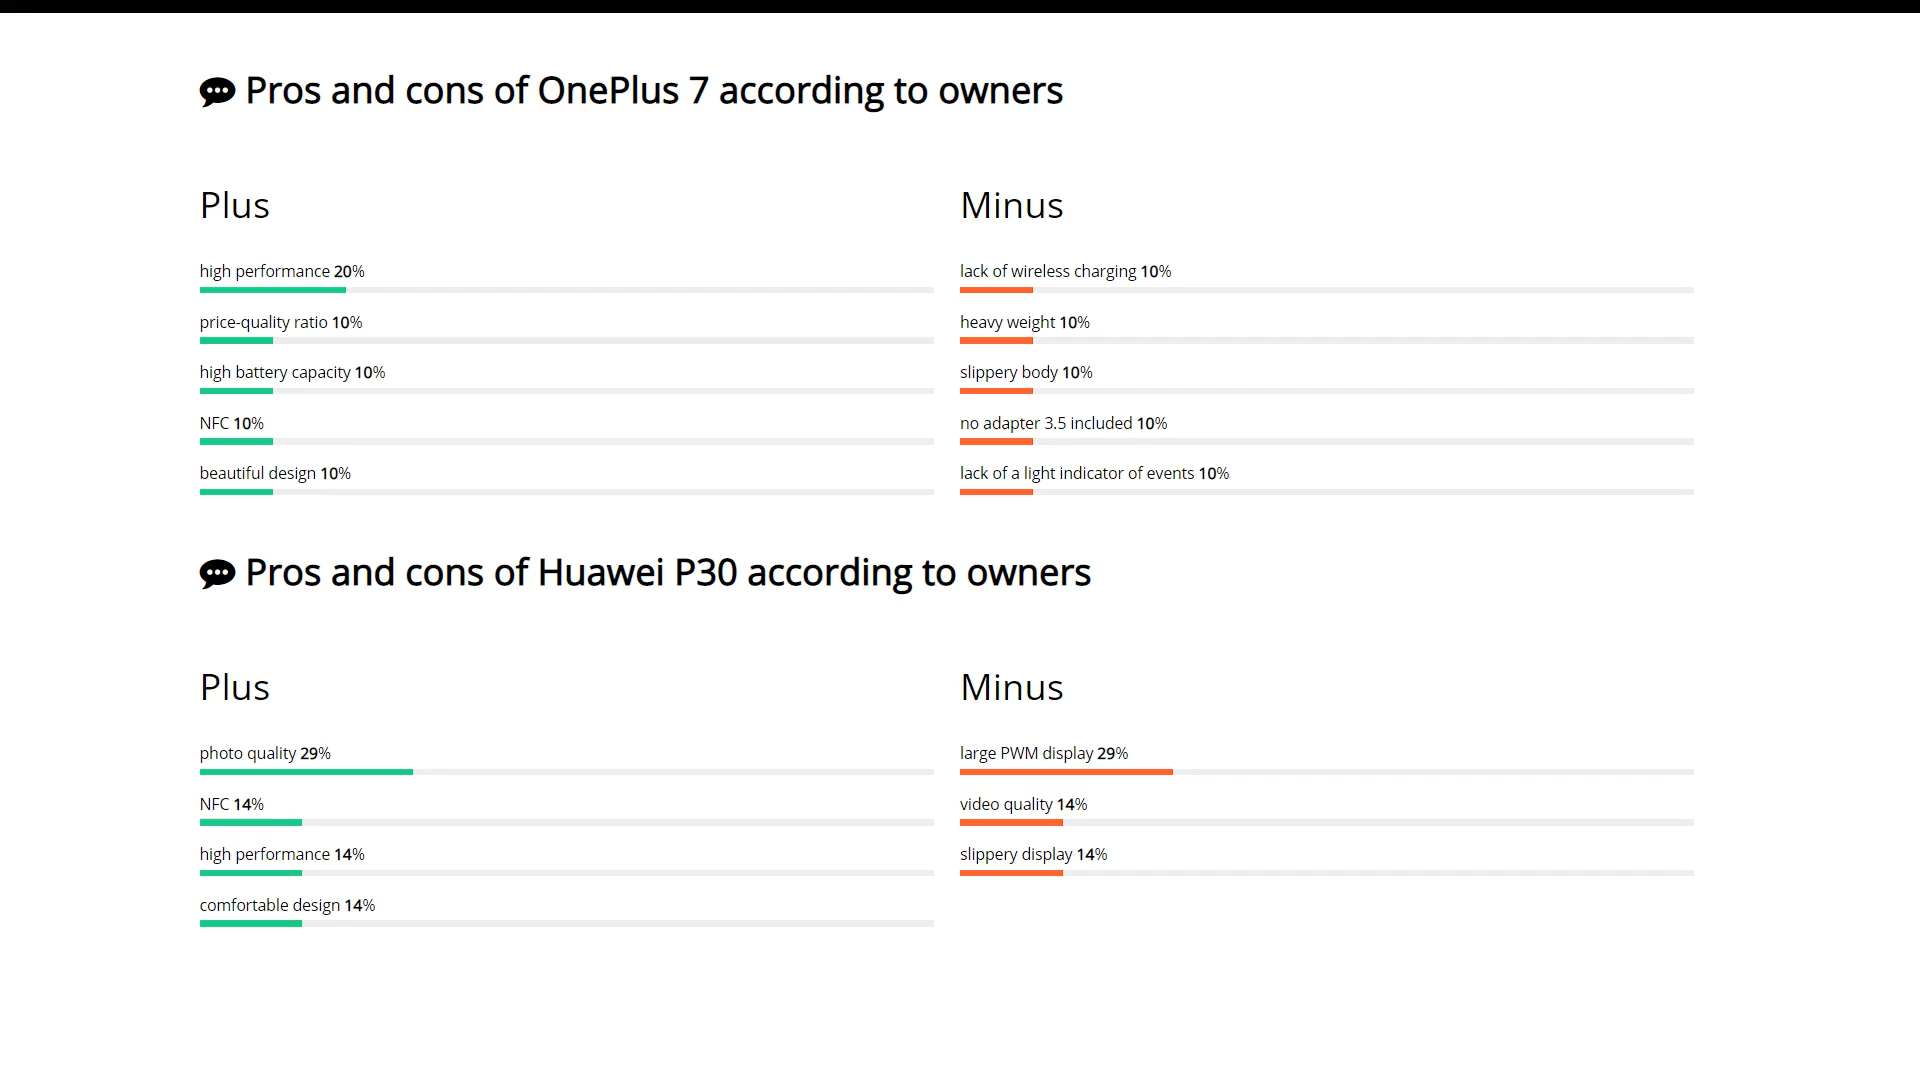 Pros and cons of OnePlus 7 according to owners
Plus
high performance 20%
price-quality ratio 10%
high battery capacity 10%
NFC 10%
beautiful design 10%
Minus
lack of wireless charging 10%
heavy weight 10%
slippery body 10%
no adapter 3.5 included 10%
lack of a light indicator of events 10%
Pros and cons of Huawei P30 according to owners
Plus
photo quality 29%
NFC 14%
high performance 14%
comfortable design 14%
Minus
large PWM display 29%
video quality 14%
slippery display 14%